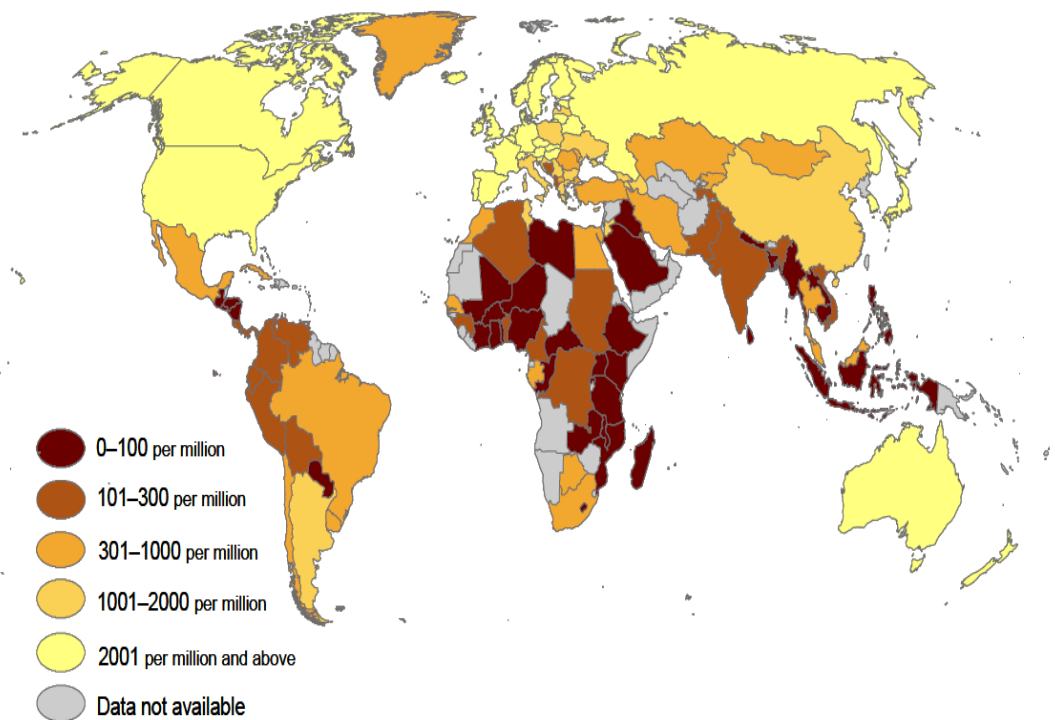 0–100 per million
101–300 per million
301–1000 per million
1001–2000 per million
2001 per million and above
Data not available